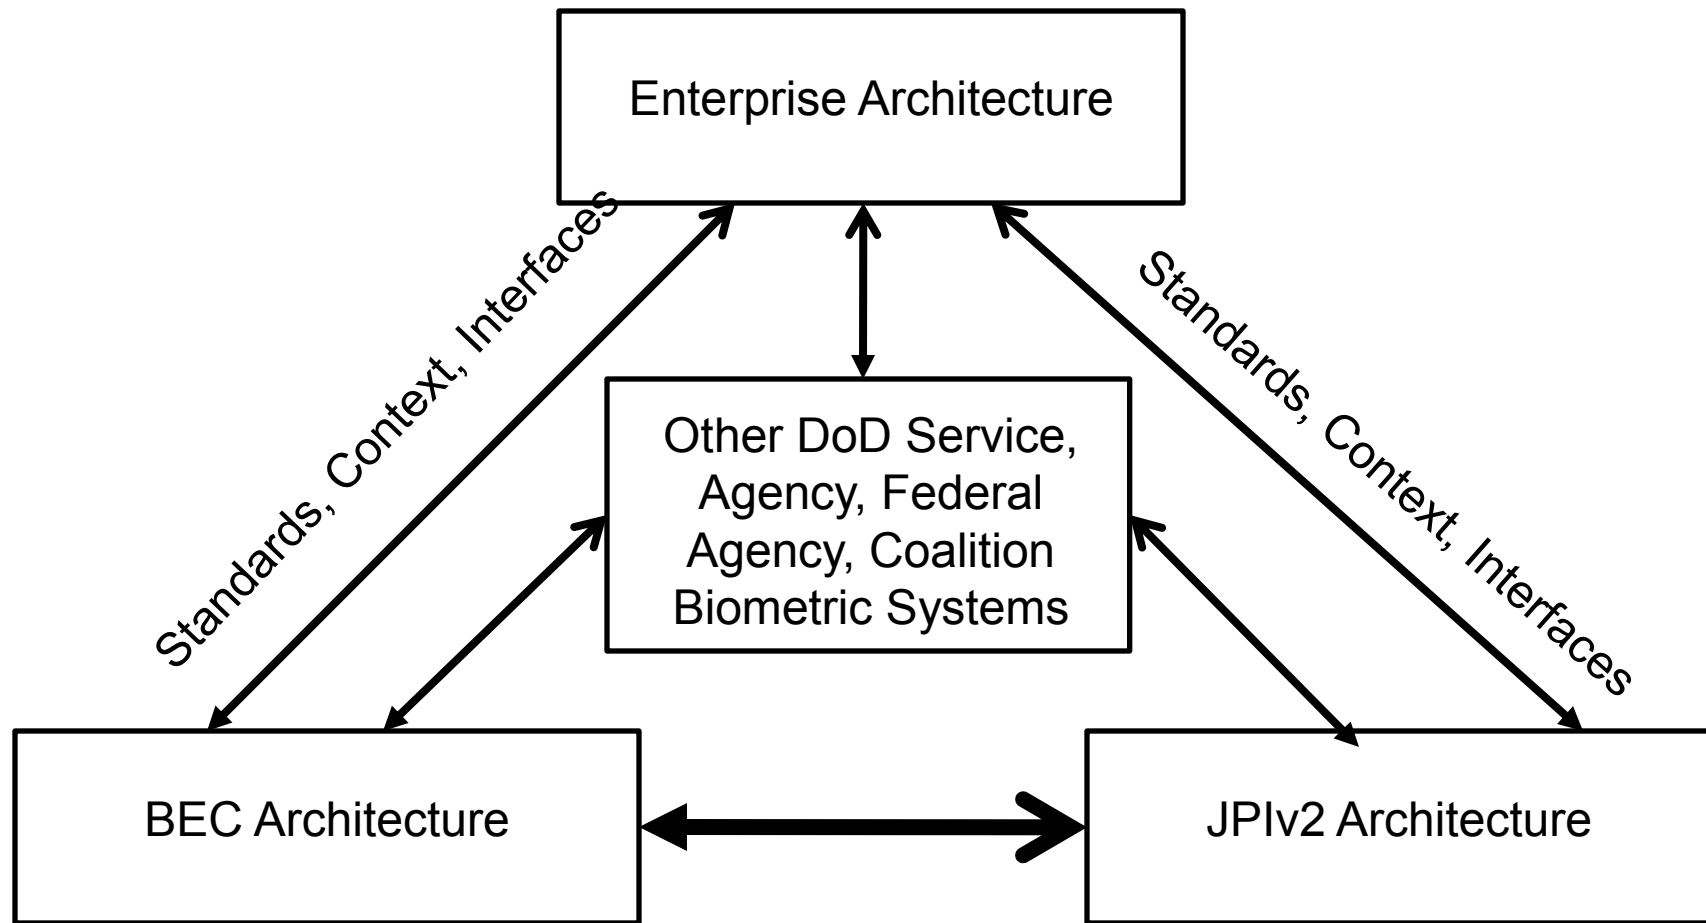 Enterprise Architecture
Standards, Context, Interfaces
Standards, Context, Interfaces
Other DoD Service,
Agency, Federal
Agency, Coalition
Biometric Systems
BEC Architecture
JPIv2 Architecture